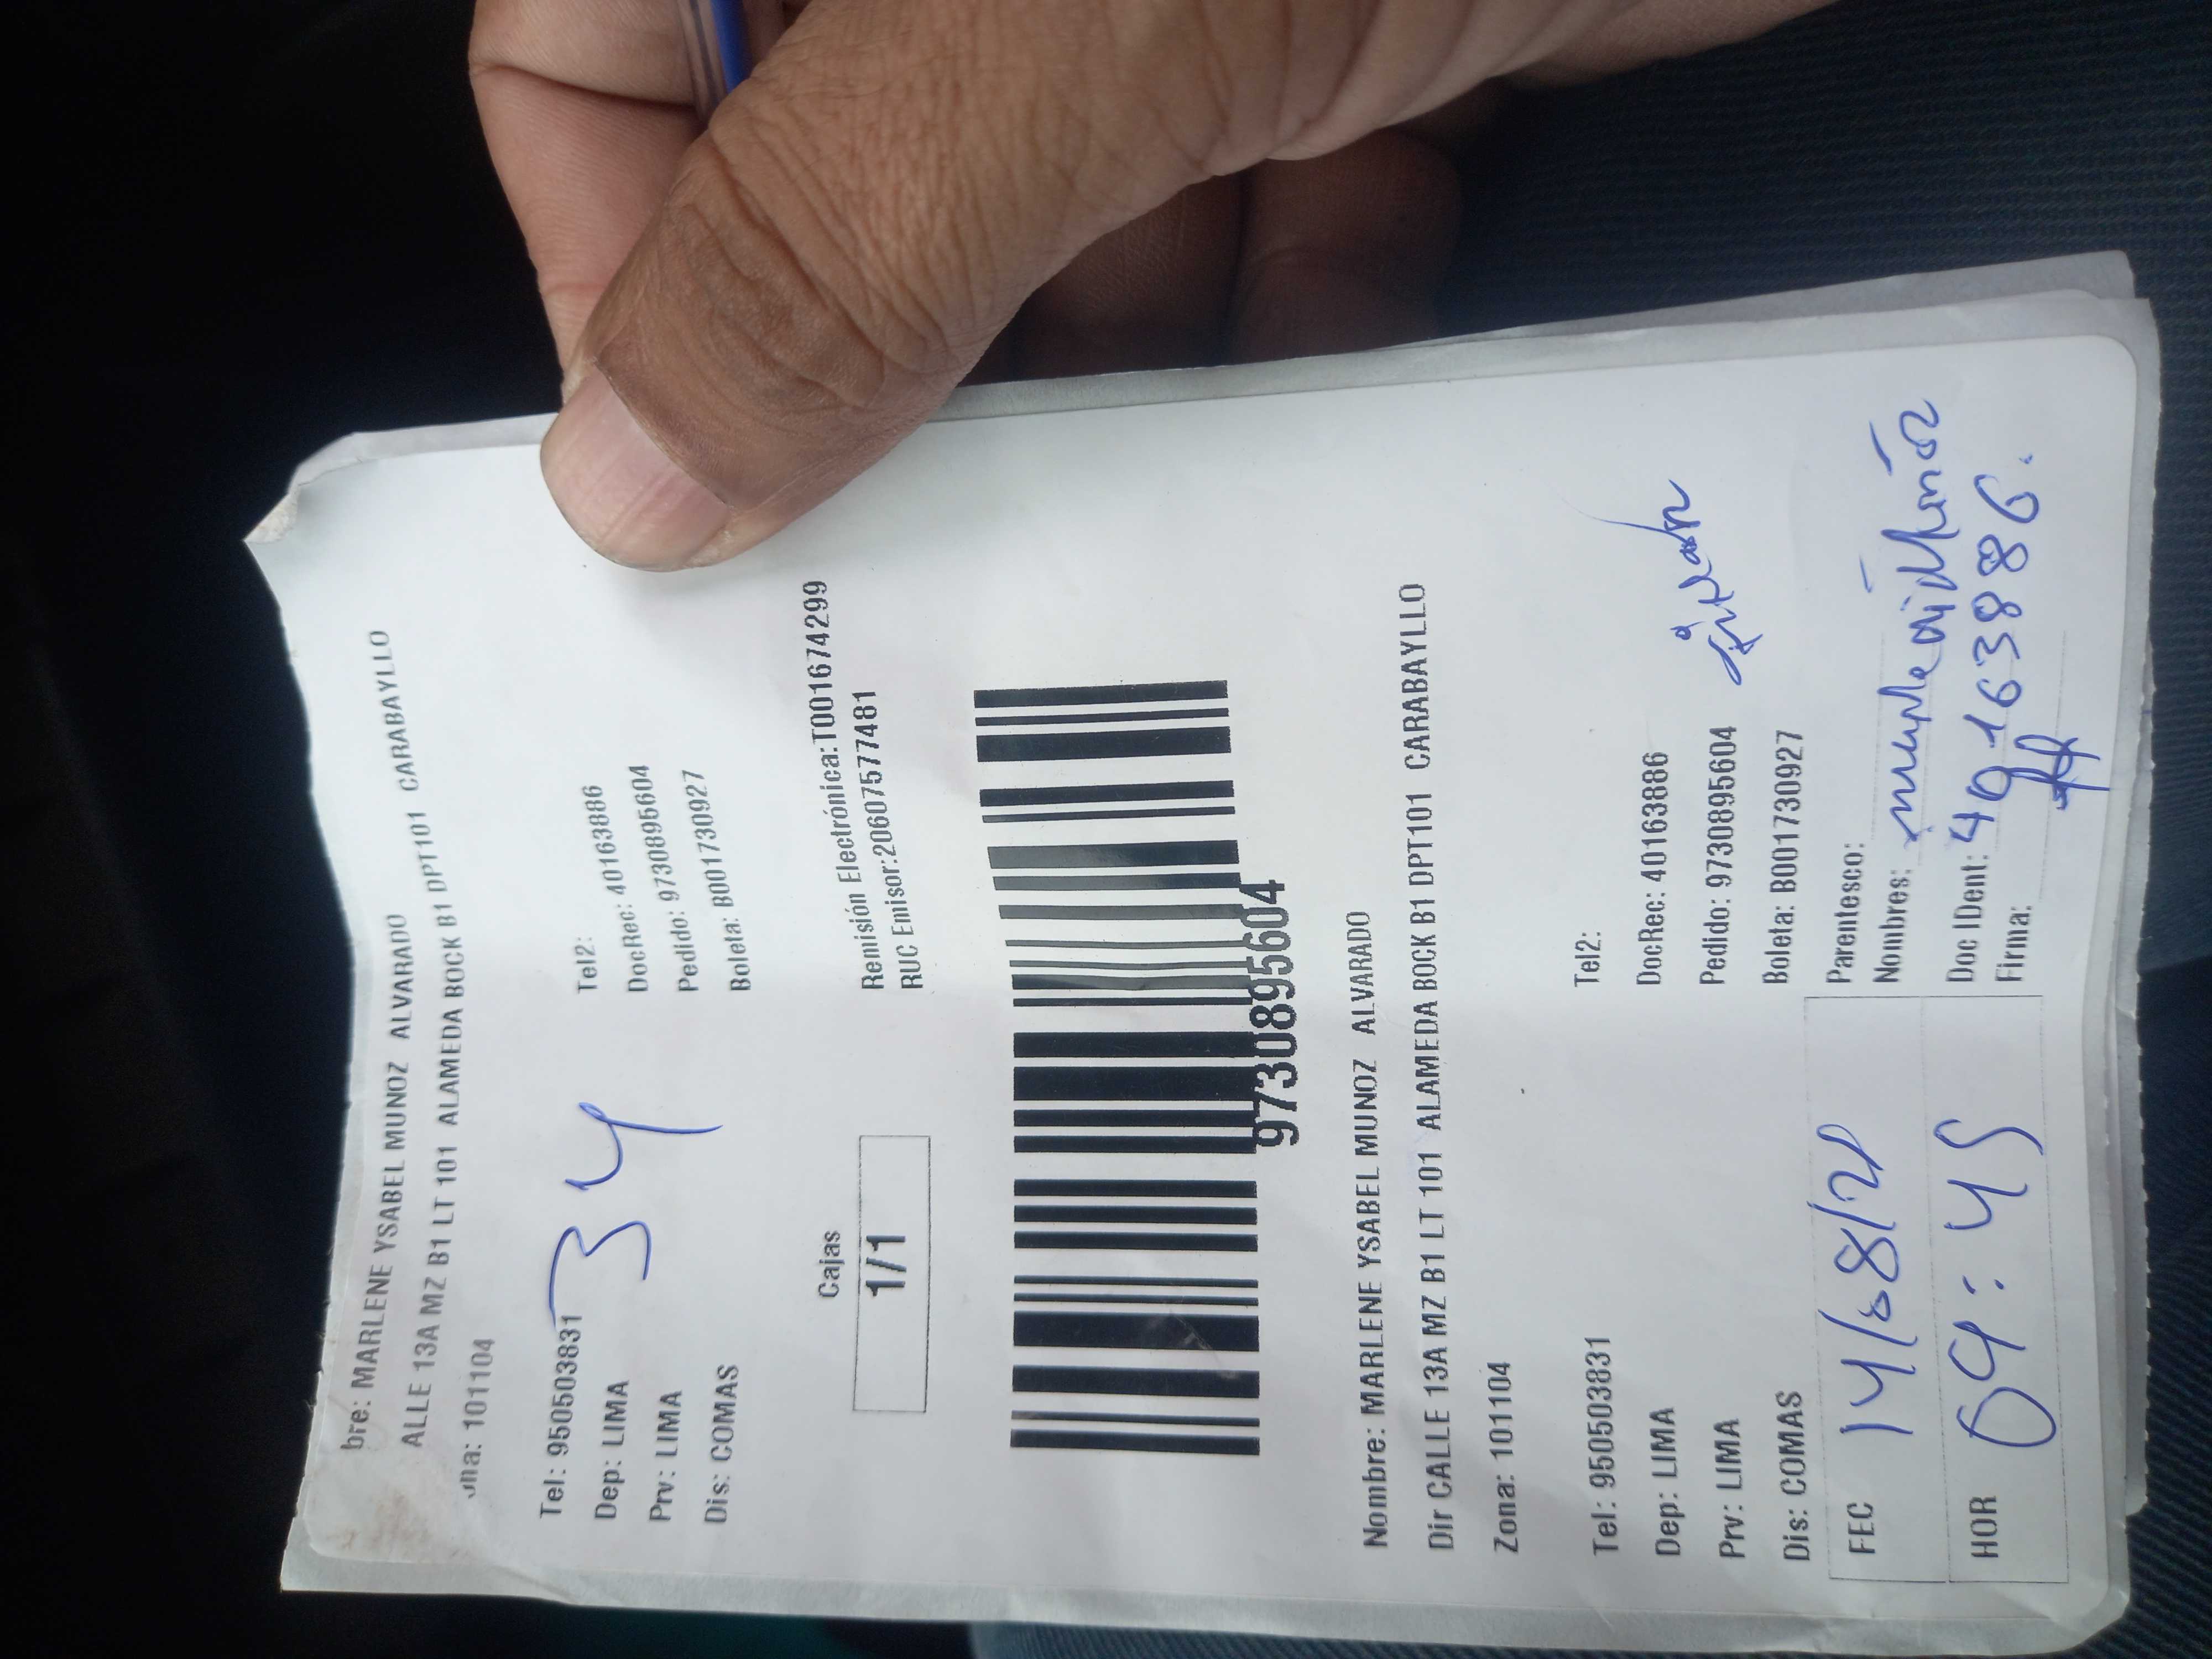 bre: MARLENE YSABEL MUNOZ ALVARADO
ALLE 13A MZ B1 LT 101 ALAMEDA BOCK B1 DPT101 CARABAYLLO
ona: 101104
Tel: 950503831
34
Tel2:
Dep: LIMA
DocRec: 40163886
Prv: LIMA
Pedido: 9730895604
Dis: COMAS
Boleta: B001730927
Cajas
1/1
Remisión Electrónica:T001674299
RUC Emisor:20607577481
9730895604
Nombre: MARLENE YSABEL MUNOZ ALVARADO
Dir CALLE 13A MZ B1 LT 101 ALAMEDA BOCK B1 DPT101 CARABAYLLO
Zona: 101104
Tel: 950503831
Tel2:
Dep: LIMA
DocRec: 40163886
Prv: LIMA
Pedido: 9730895604
Dis: COMAS
Boleta: B001730927
FEC 14/08/21
Parentesco:
Nombres:
HOR 09:45
Doc IDent: 40163886.
Firma: